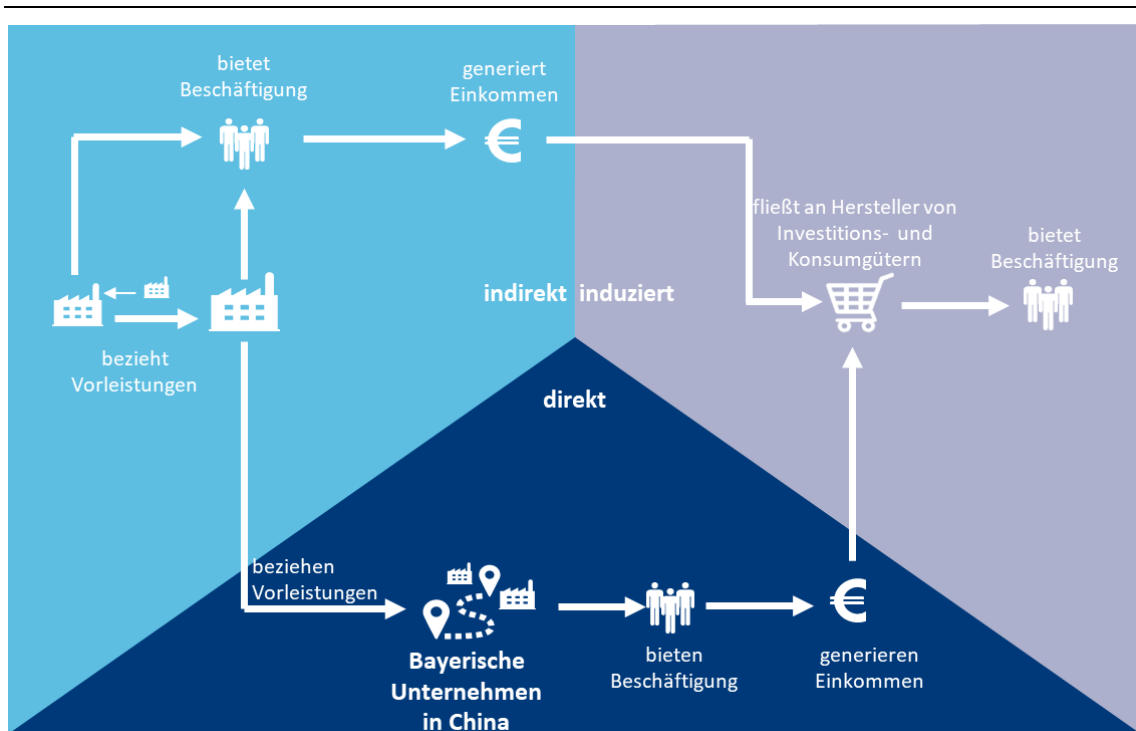 bietet
Beschäftigung
generiert
Einkommen
fließt an Hersteller von
Investitions- und
Konsumgütern
bietet
Beschäftigung
indirekt
induziert
bezieht
Vorleistungen
direkt
beziehen
Vorleistungen
Bayerische
Unternehmen
in China
bieten
Beschäftigung
generieren
Einkommen